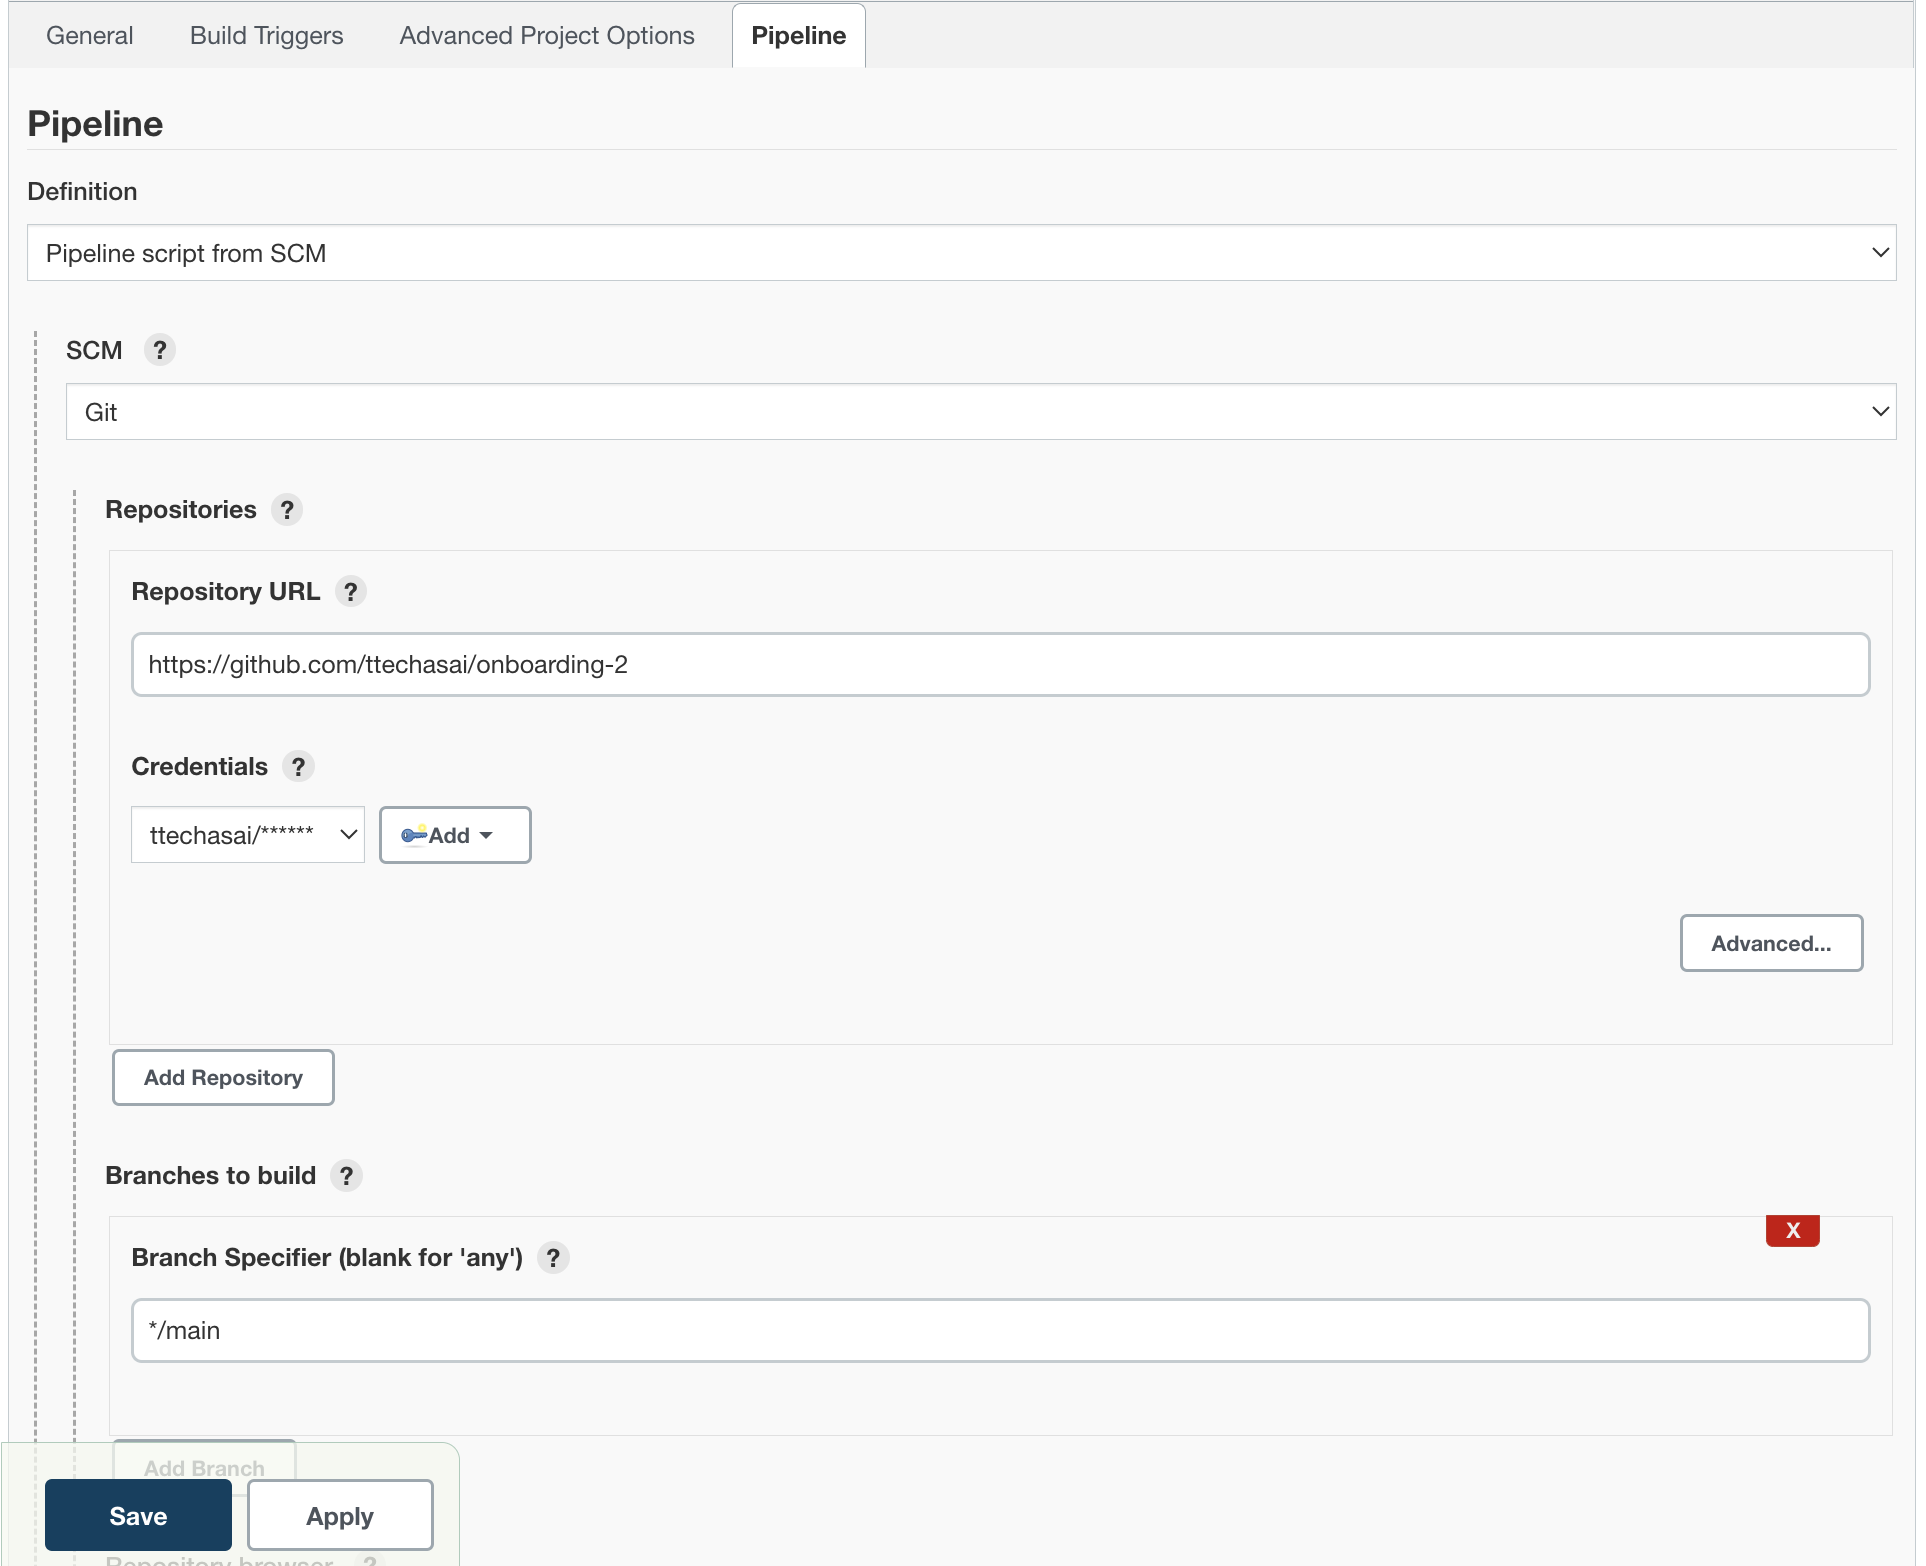 General Build Triggers Advanced Project Options Pipeline
Pipeline
Definition
Pipeline script from SCM
SCM ?
Git
Repositories ?
Repository URL ?
https://github.com/ttechasai/onboarding-2
Credentials ?
ttechasai/****** Add
Advanced...
Add Repository
Branches to build ?
X
Branch Specifier (blank for 'any') ?
*/main
Add Branch
Save Apply
Repository browser ?